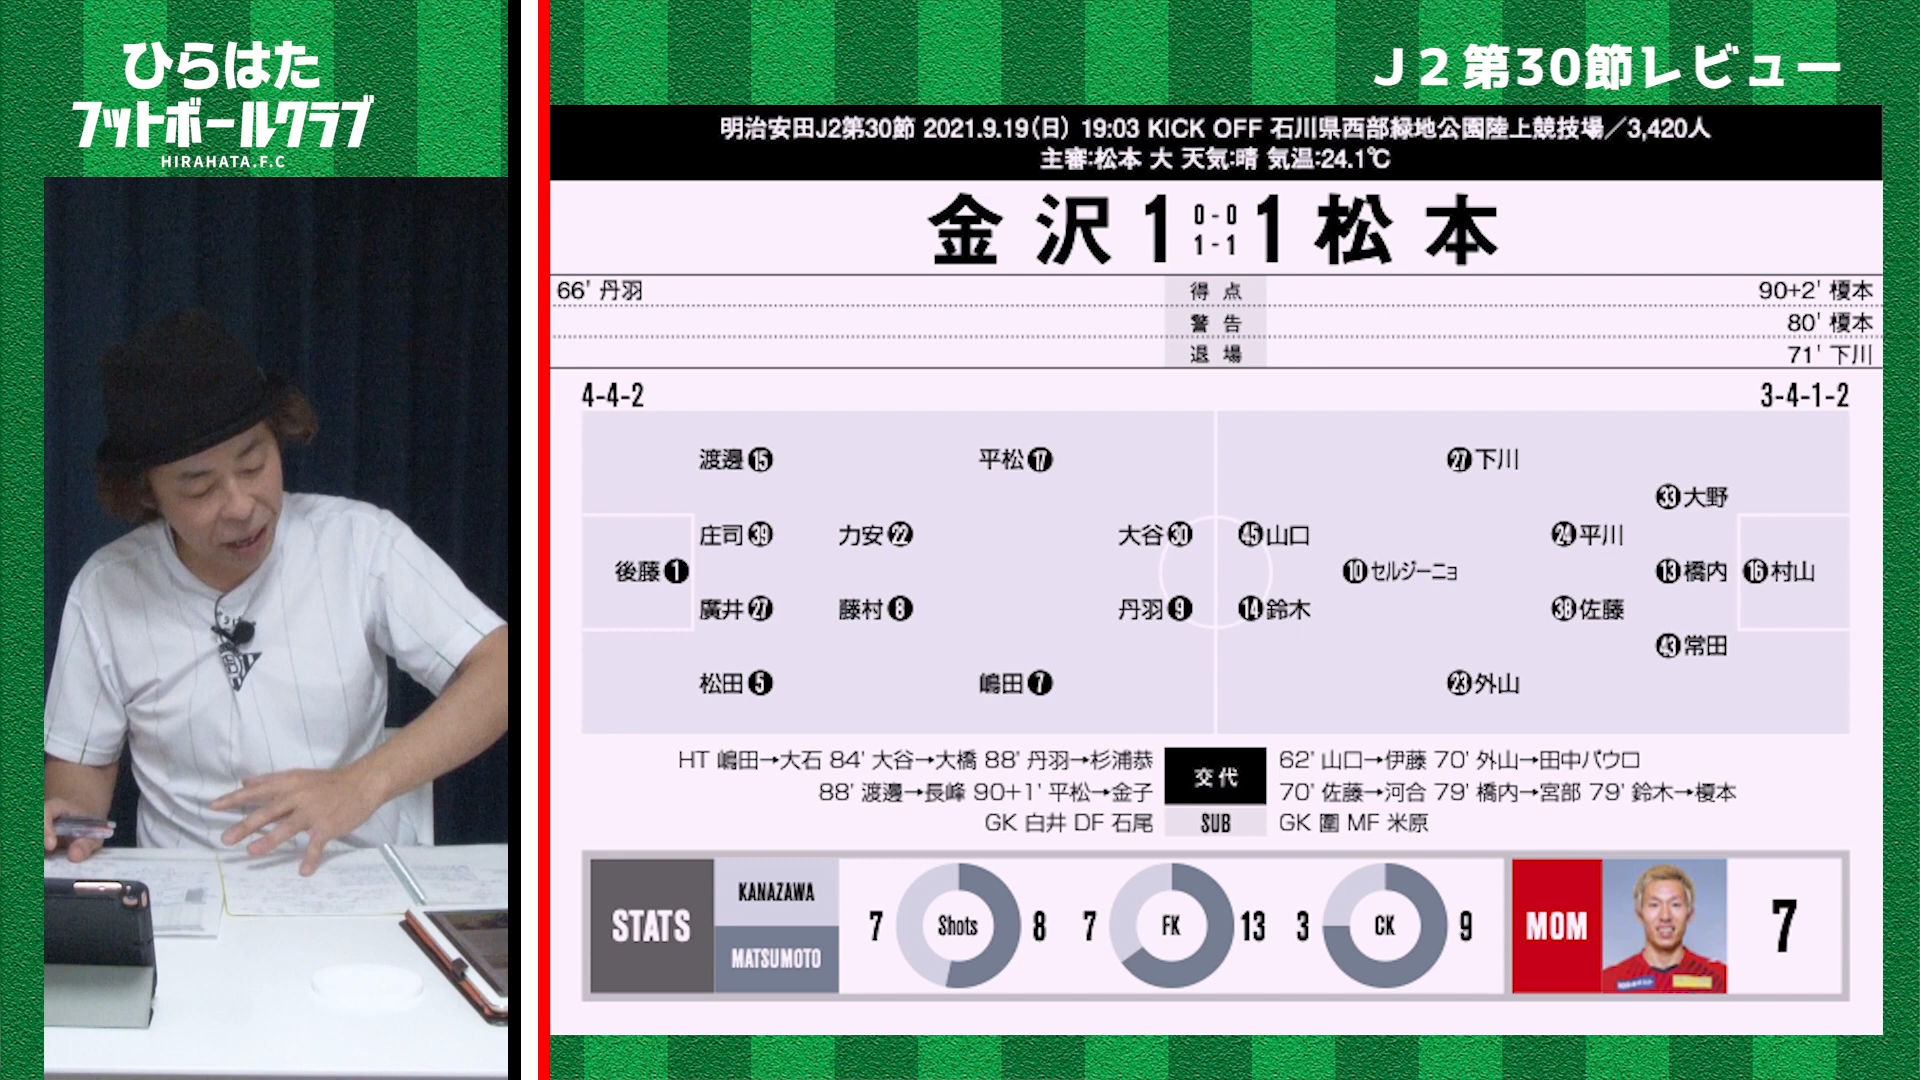 ひらはた
フットボールクラブ
HIRAHATA.F.C
J2第30節レビュー
明治安田J2第30節 2021.9.19(日) 19:03 KICK OFF 石川県西部緑地公園陸上競技場／3,420人
主審:松本 大 天気:晴 気温:24.1℃
金沢 1 0-0 1-1 1 松本
66' 丹羽 得点 90+2' 榎本
警告 80' 榎本
退場 71' 下川
4-4-2 3-4-1-2
渡邊 15 平松 17 27 下川
33 大野
庄司 39 力安 22 大谷 30 45 山口 24 平川
後藤 1 10 セルジーニョ 13 橋内 16 村山
廣井 27 藤村 8 丹羽 9 14 鈴木 38 佐藤
43 常田
松田 5 嶋田 7 23 外山
HT 嶋田→大石 84' 大谷→大橋 88' 丹羽→杉浦恭 交代 62' 山口→伊藤 70' 外山→田中パウロ
88' 渡邊→長峰 90+1' 平松→金子 70' 佐藤→河合 79' 橋内→宮部 79' 鈴木→榎本
GK 白井 DF 石尾 SUB GK 圍 MF 米原
STATS KANAZAWA MATSUMOTO 7 Shots 8 7 FK 13 3 CK 9 MOM 7